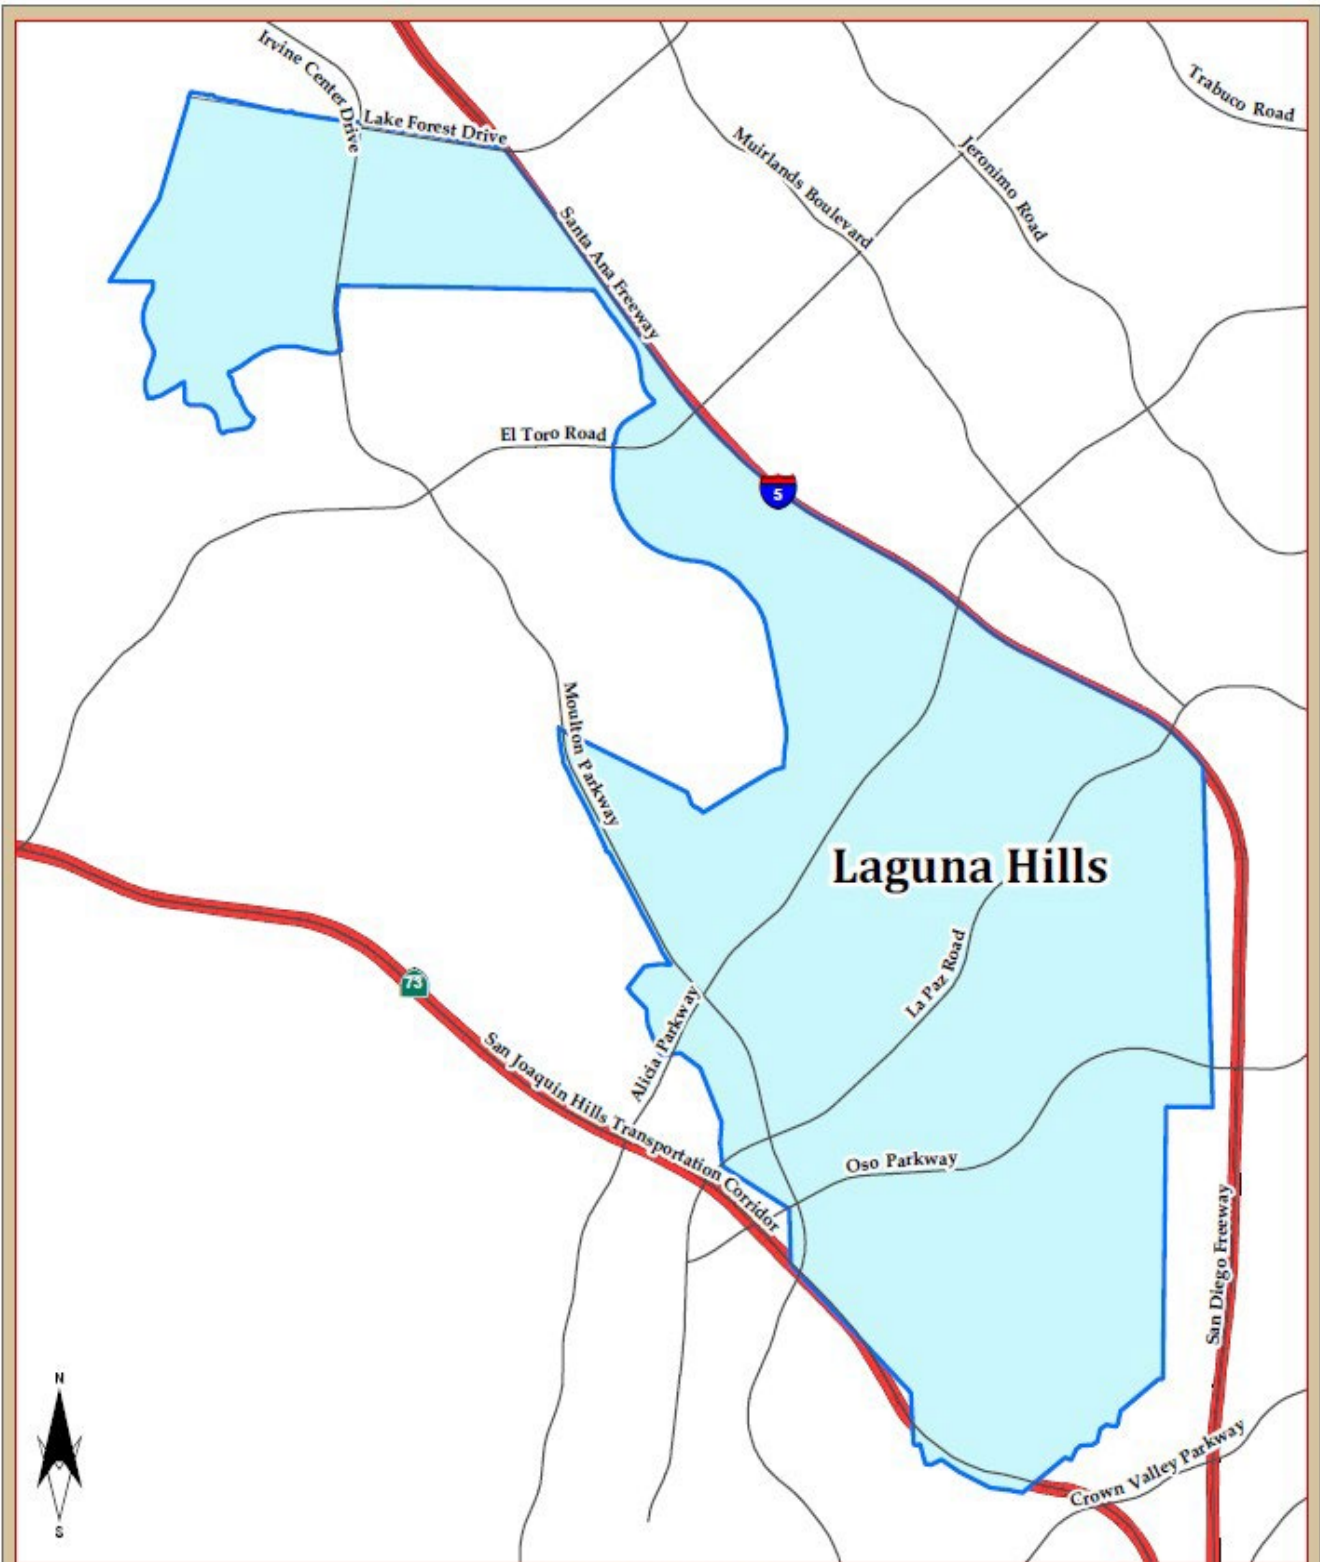 Irvine Center Drive
Lake Forest Drive
Trabuco Road
Muirlands Boulevard
Jeronimo Road
Santa Ana Freeway
El Toro Road
5
Moulton Parkway
Laguna Hills
La Paz Road
73
Alicia Parkway
San Joaquin Hills Transportation Corridor
Oso Parkway
San Diego Freeway
Crown Valley Parkway
N
S